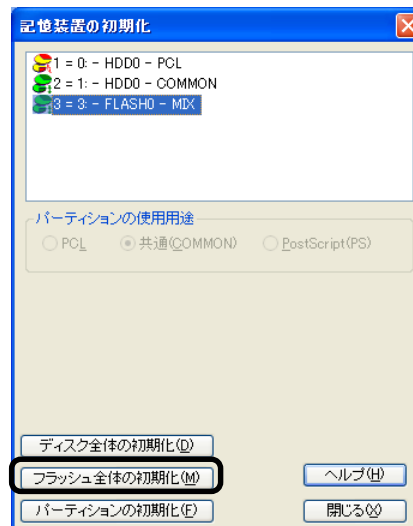 記憶装置の初期化
1 = 0: - HDD0 - PCL
2 = 1: - HDD0 - COMMON
3 = 3: - FLASH0 - MIX
パーティションの使用用途
PCL 共通(COMMON) PostScript(PS)
ディスク全体の初期化(D)
フラッシュ全体の初期化(M) ヘルプ(H)
パーティションの初期化(F) 閉じる(X)